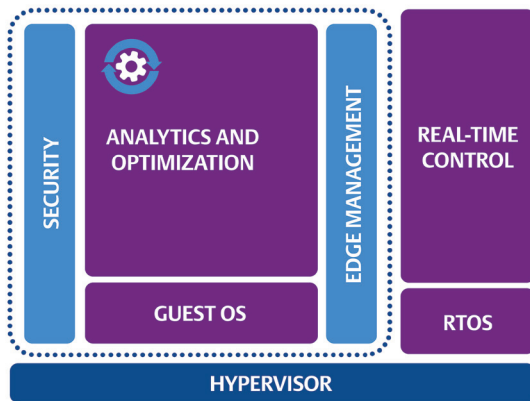 SECURITY
ANALYTICS AND
OPTIMIZATION
GUEST OS
EDGE MANAGEMENT
REAL-TIME
CONTROL
RTOS
HYPERVISOR